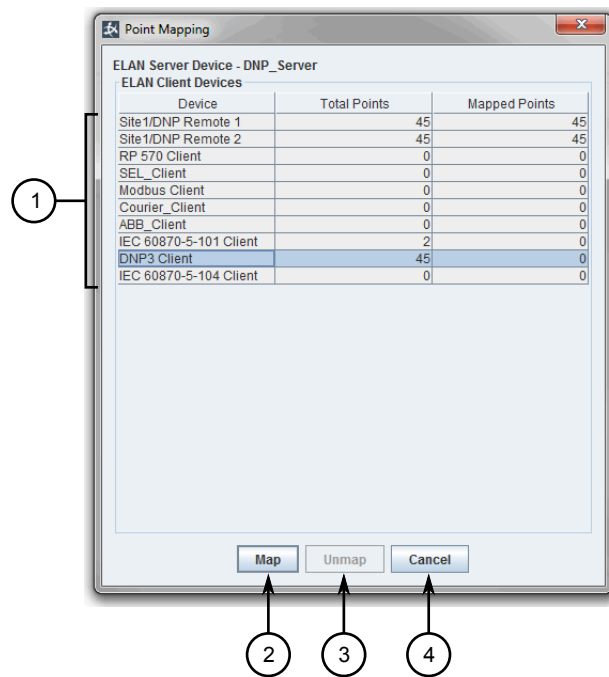 Point Mapping
ELAN Server Device - DNP_Server
ELAN Client Devices
Device Total Points Mapped Points
Site1/DNP Remote 1 45 45
Site1/DNP Remote 2 45 45
RP 570 Client 0 0
SEL_Client 0 0
Modbus Client 0 0
Courier_Client 0 0
ABB_Client 0 0
IEC 60870-5-101 Client 2 0
DNP3 Client 45 0
IEC 60870-5-104 Client 0 0
1
Map Unmap Cancel
2 3 4